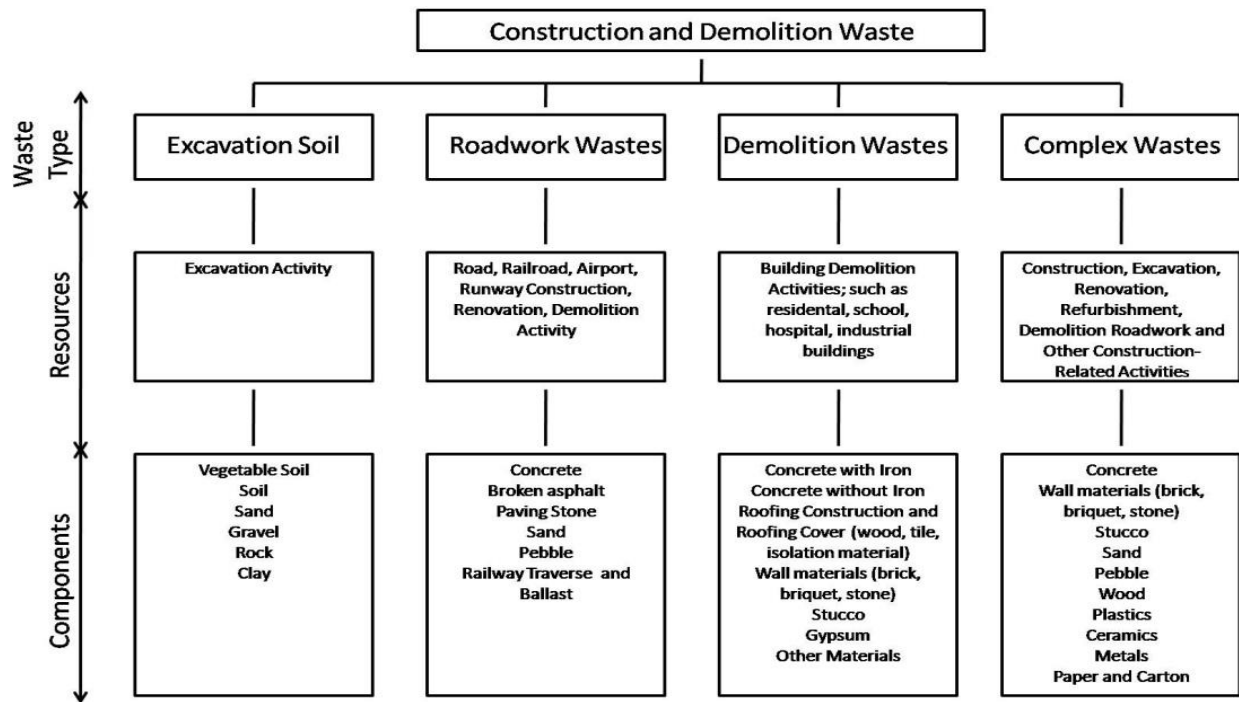 Construction and Demolition Waste
Waste
Type
Excavation Soil
Roadwork Wastes
Demolition Wastes
Complex Wastes
Resources
Excavation Activity
Road, Railroad, Airport,
Runway Construction,
Renovation, Demolition
Activity
Building Demolition
Activities; such as
residental, school,
hospital, industrial
buildings
Construction, Excavation,
Renovation,
Refurbishment,
Demolition Roadwork and
Other Construction-
Related Activities
Components
Vegetable Soil
Soil
Sand
Gravel
Rock
Clay
Concrete
Broken asphalt
Paving Stone
Sand
Pebble
Railway Traverse and
Ballast
Concrete with Iron
Concrete without Iron
Roofing Construction and
Roofing Cover (wood, tile,
isolation material)
Wall materials (brick,
briquet, stone)
Stucco
Gypsum
Other Materials
Concrete
Wall materials (brick,
briquet, stone)
Stucco
Sand
Pebble
Wood
Plastics
Ceramics
Metals
Paper and Carton